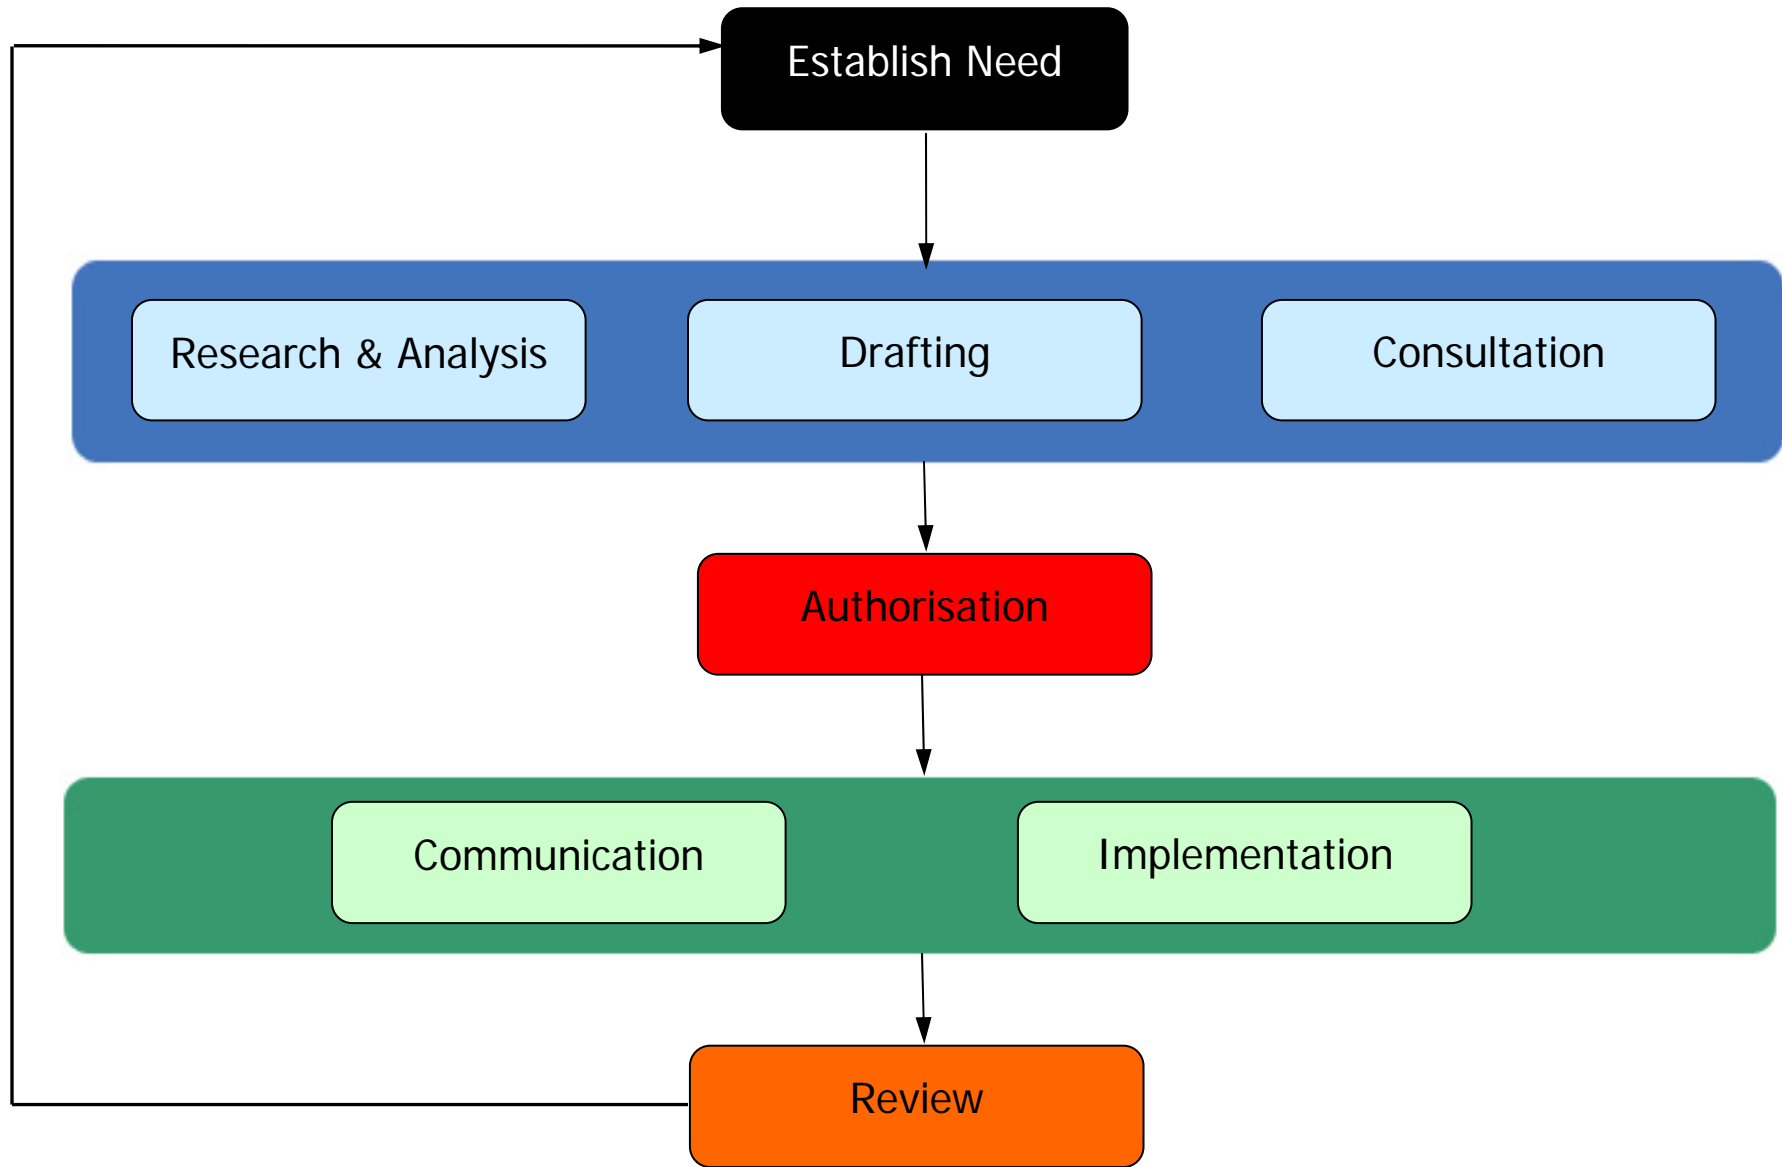 Establish Need
Research & Analysis
Drafting
Consultation
Authorisation
Communication
Implementation
Review